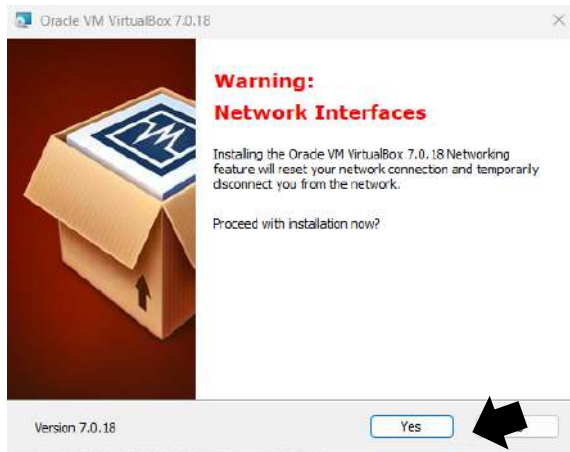 Oracle VM VirtualBox 7.0.18
Warning:
Network Interfaces
Installing the Oracle VM VirtualBox 7.0.18 Networking
feature will reset your network connection and temporarily
disconnect you from the network.
Proceed with installation now?
Version 7.0.18
Yes